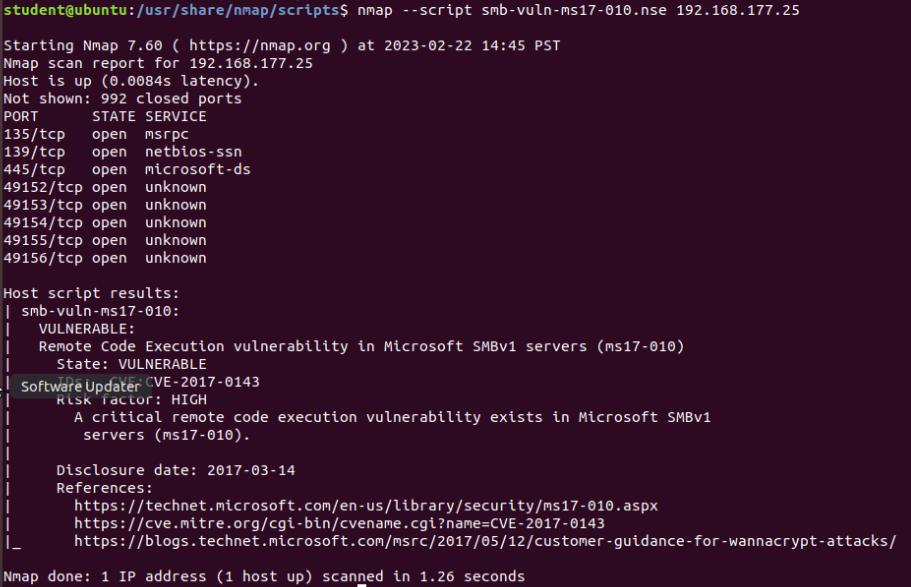 student@ubuntu:/usr/share/nmap/scripts$ nmap --script smb-vuln-ms17-010.nse 192.168.177.25
Starting Nmap 7.60 ( https://nmap.org ) at 2023-02-22 14:45 PST
Nmap scan report for 192.168.177.25
Host is up (0.0084s latency).
Not shown: 992 closed ports
PORT      STATE SERVICE
135/tcp   open  msrpc
139/tcp   open  netbios-ssn
445/tcp   open  microsoft-ds
49152/tcp open  unknown
49153/tcp open  unknown
49154/tcp open  unknown
49155/tcp open  unknown
49156/tcp open  unknown
Host script results:
| smb-vuln-ms17-010:
|   VULNERABLE:
|   Remote Code Execution vulnerability in Microsoft SMBv1 servers (ms17-010)
|     State: VULNERABLE
|     IDs:  CVE:CVE-2017-0143
Software Updater
|     Risk factor: HIGH
|       A critical remote code execution vulnerability exists in Microsoft SMBv1
|        servers (ms17-010).
|
|     Disclosure date: 2017-03-14
|     References:
|       https://technet.microsoft.com/en-us/library/security/ms17-010.aspx
|       https://cve.mitre.org/cgi-bin/cvename.cgi?name=CVE-2017-0143
|_      https://blogs.technet.microsoft.com/msrc/2017/05/12/customer-guidance-for-wannacrypt-attacks/
Nmap done: 1 IP address (1 host up) scanned in 1.26 seconds